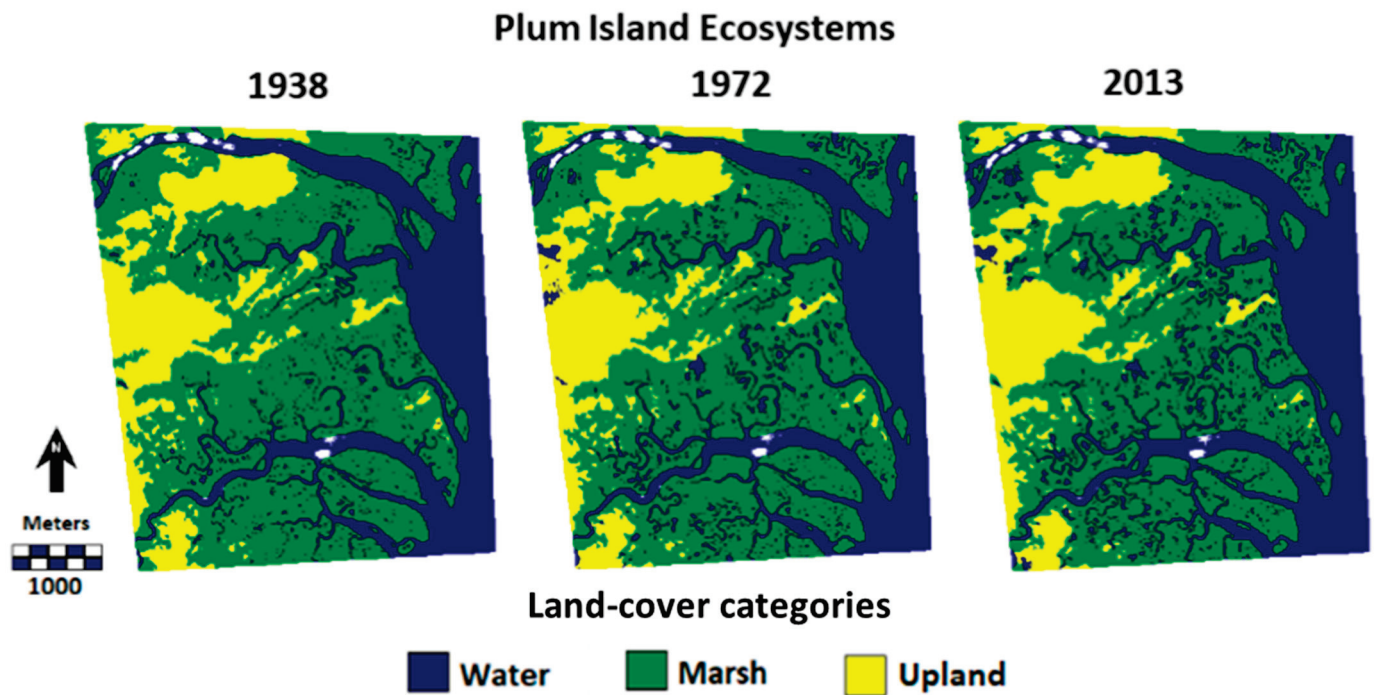 Plum Island Ecosystems
1938
1972
2013
N
Meters
1000
Land-cover categories
Water
Marsh
Upland